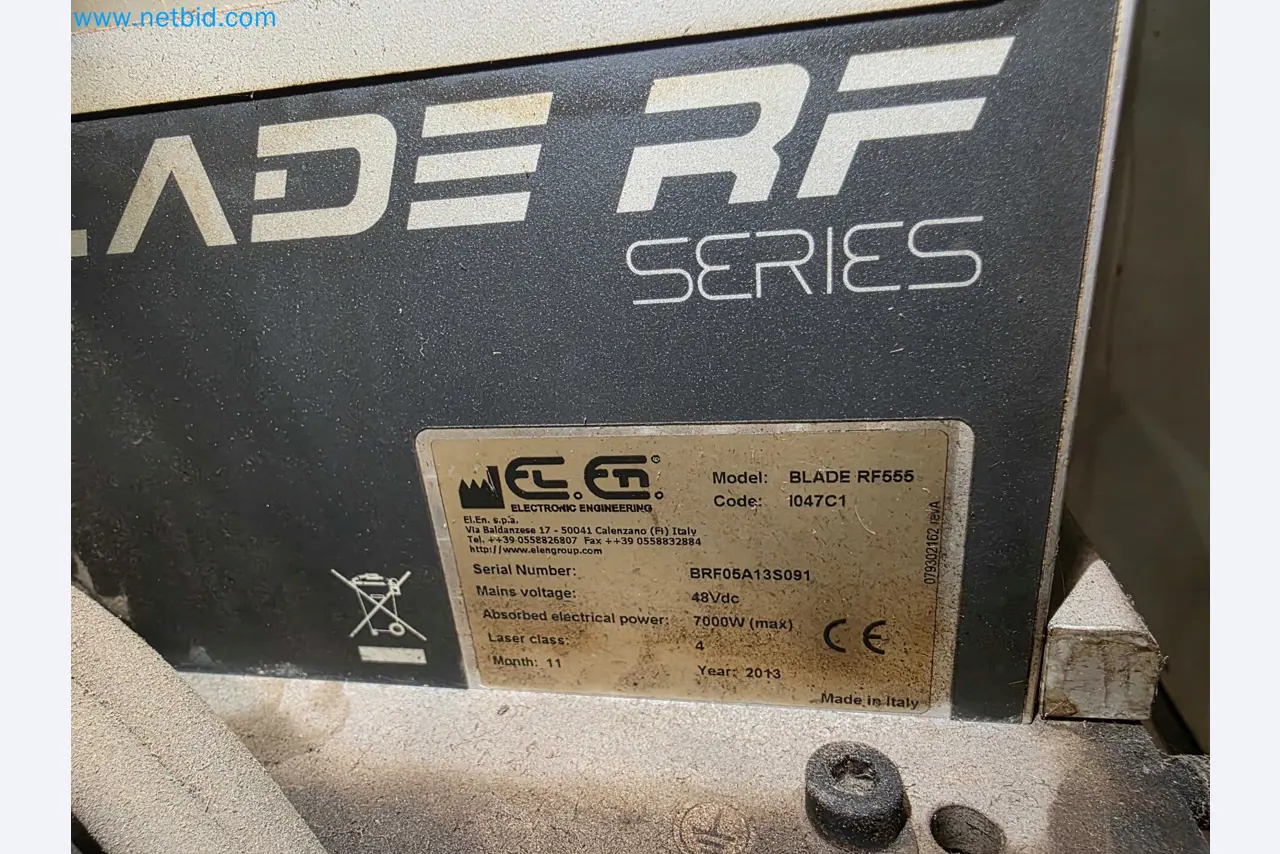 www.netbid.com
LADE RF
SERIES
EL.En.®
ELECTRONIC ENGINEERING
El.En. s.p.a.
Via Baldanzese 17 - 50041 Calenzano (Fi) Italy
Tel. ++39 0558826807 Fax ++39 0558832884
http://www.elengroup.com
Model: BLADE RF555
Code: I047C1
Serial Number: BRF05A13S091
Mains voltage: 48Vdc
Absorbed electrical power: 7000W (max)
Laser class: 4
Month: 11 Year: 2013
CE
Made in Italy
079302162 revA